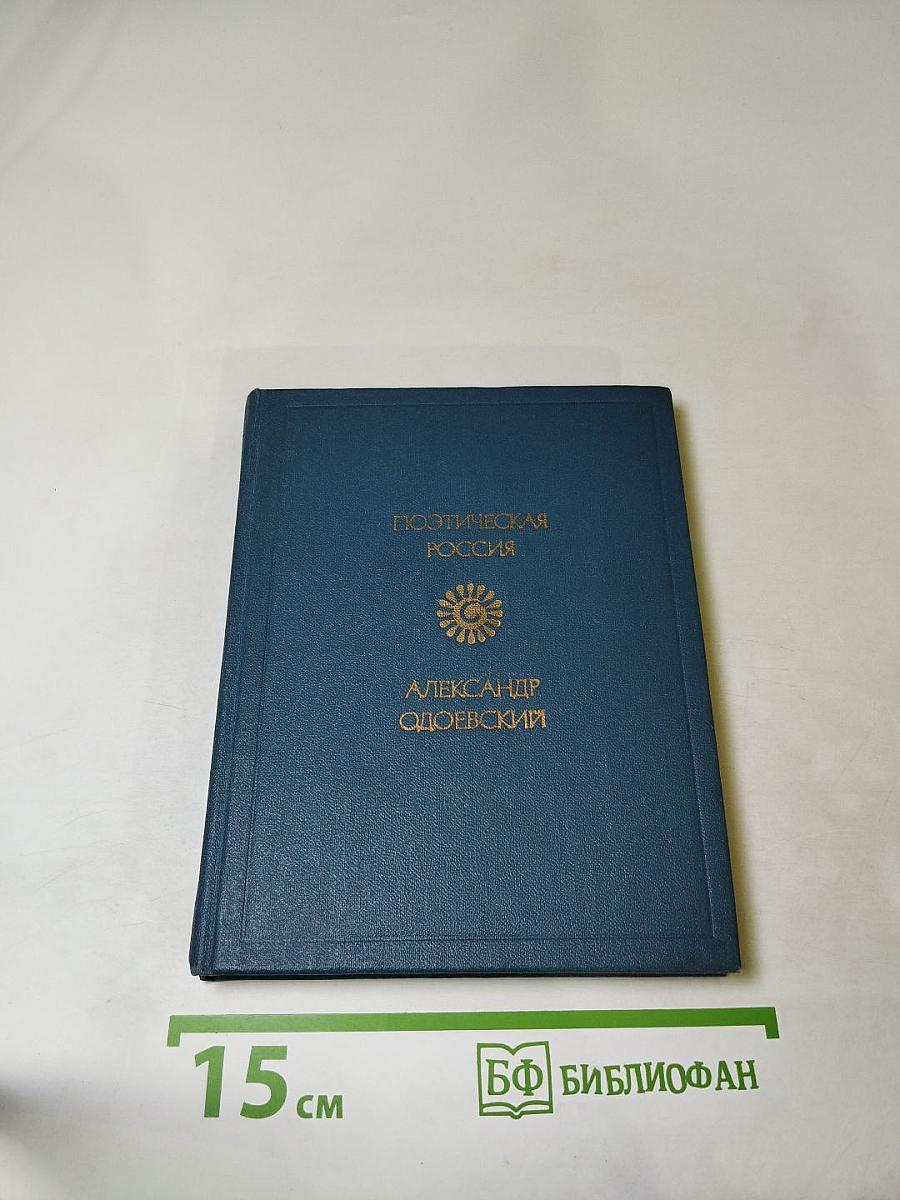 ПОЭТИЧЕСКАЯ
РОССИЯ
АЛЕКСАНДР
ОДОЕВСКИЙ
15 СМ
БФ БИБЛИОФАН